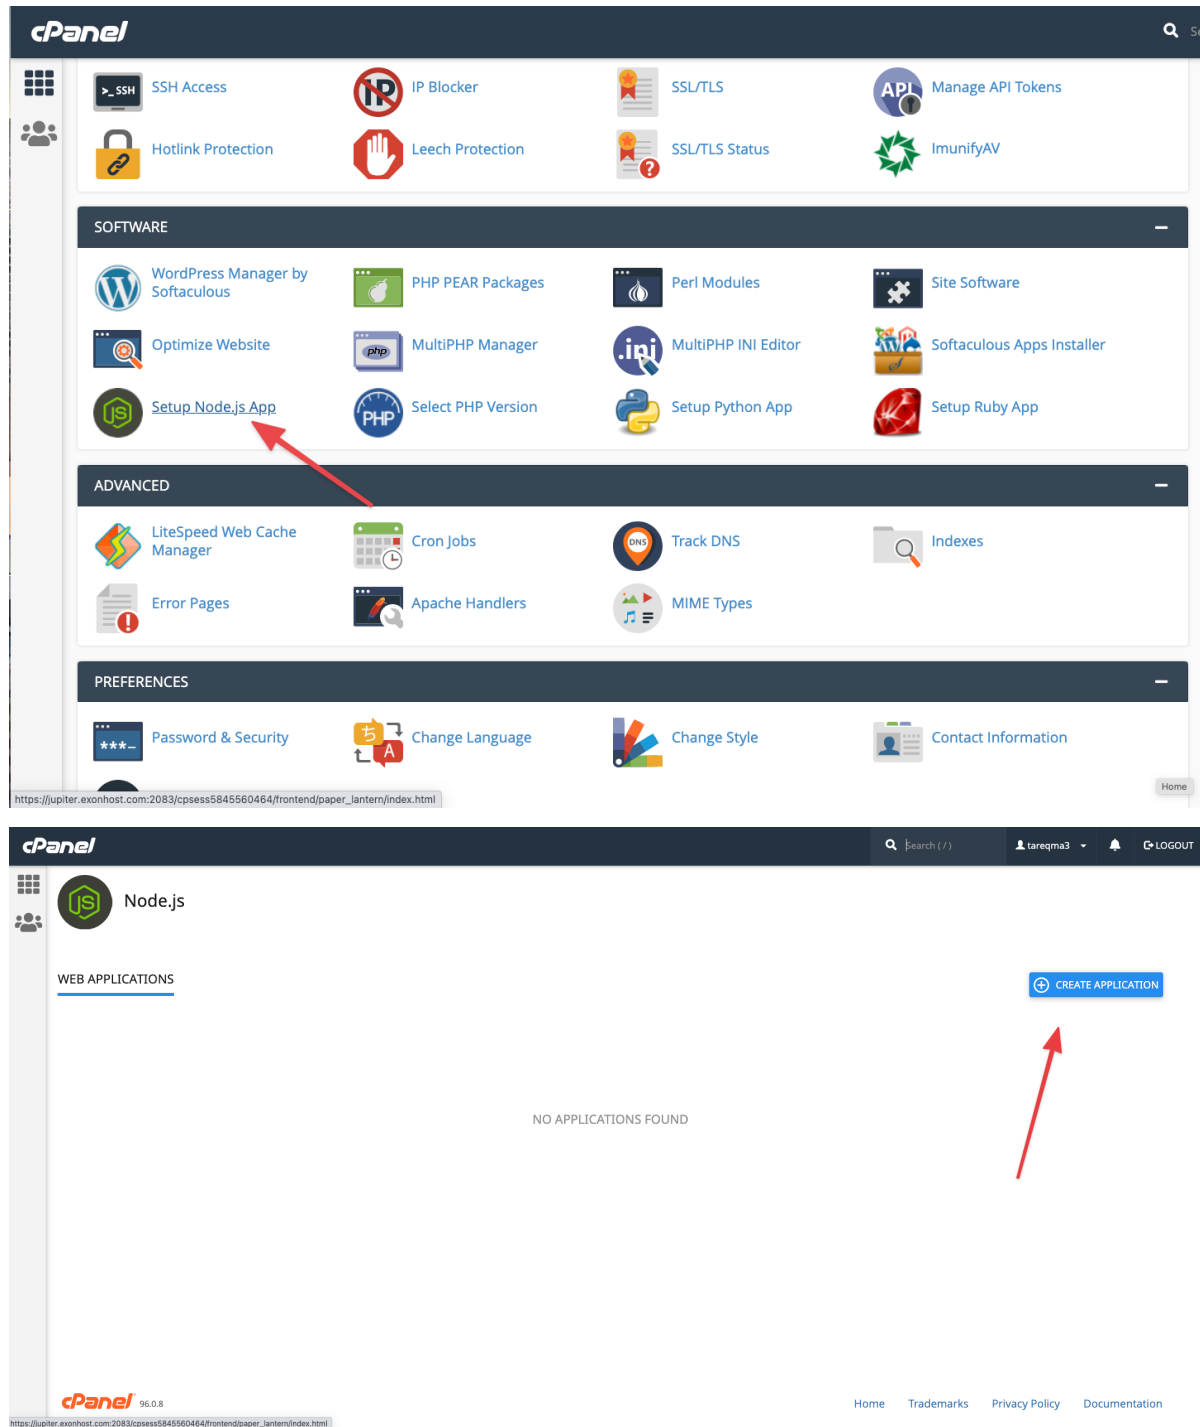 cPanel
SSH Access
IP Blocker
SSL/TLS
Manage API Tokens
Hotlink Protection
Leech Protection
SSL/TLS Status
ImunifyAV
SOFTWARE
WordPress Manager by
Softaculous
PHP PEAR Packages
Perl Modules
Site Software
Optimize Website
MultiPHP Manager
MultiPHP INI Editor
Softaculous Apps Installer
Setup Node.js App
Select PHP Version
Setup Python App
Setup Ruby App
ADVANCED
LiteSpeed Web Cache
Manager
Cron Jobs
Track DNS
Indexes
Error Pages
Apache Handlers
MIME Types
PREFERENCES
Password & Security
Change Language
Change Style
Contact Information
https://jupiter.exonhost.com:2083/cpsess5845560464/frontend/paper_lantern/index.html
Home
cPanel
Search ( / )
tareqma3
LOGOUT
Node.js
WEB APPLICATIONS
CREATE APPLICATION
NO APPLICATIONS FOUND
cPanel 96.0.8
Home Trademarks Privacy Policy Documentation
https://jupiter.exonhost.com:2083/cpsess5845560464/frontend/paper_lantern/index.html